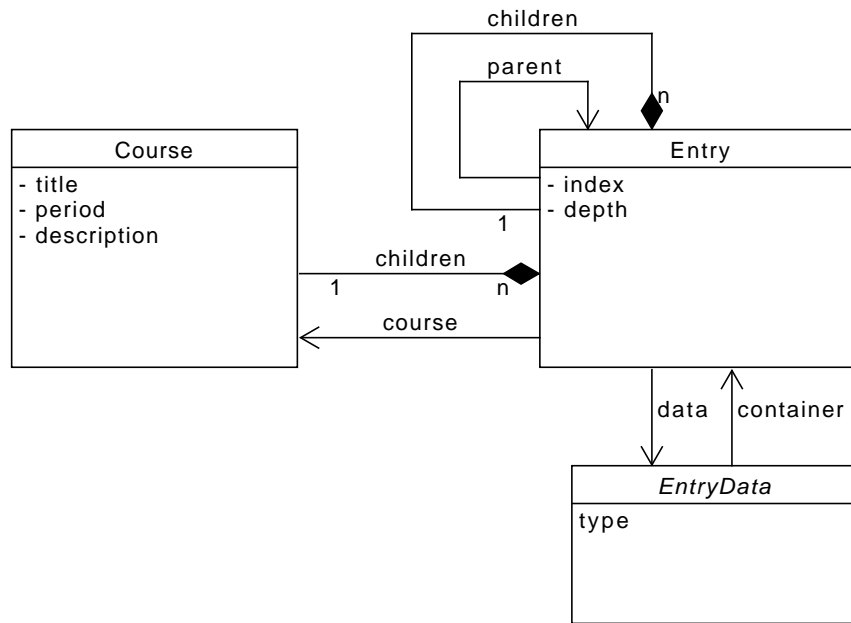 children
parent
n
Course
- title
- period
- description
Entry
- index
- depth
1
children
1
n
course
data
container
EntryData
type